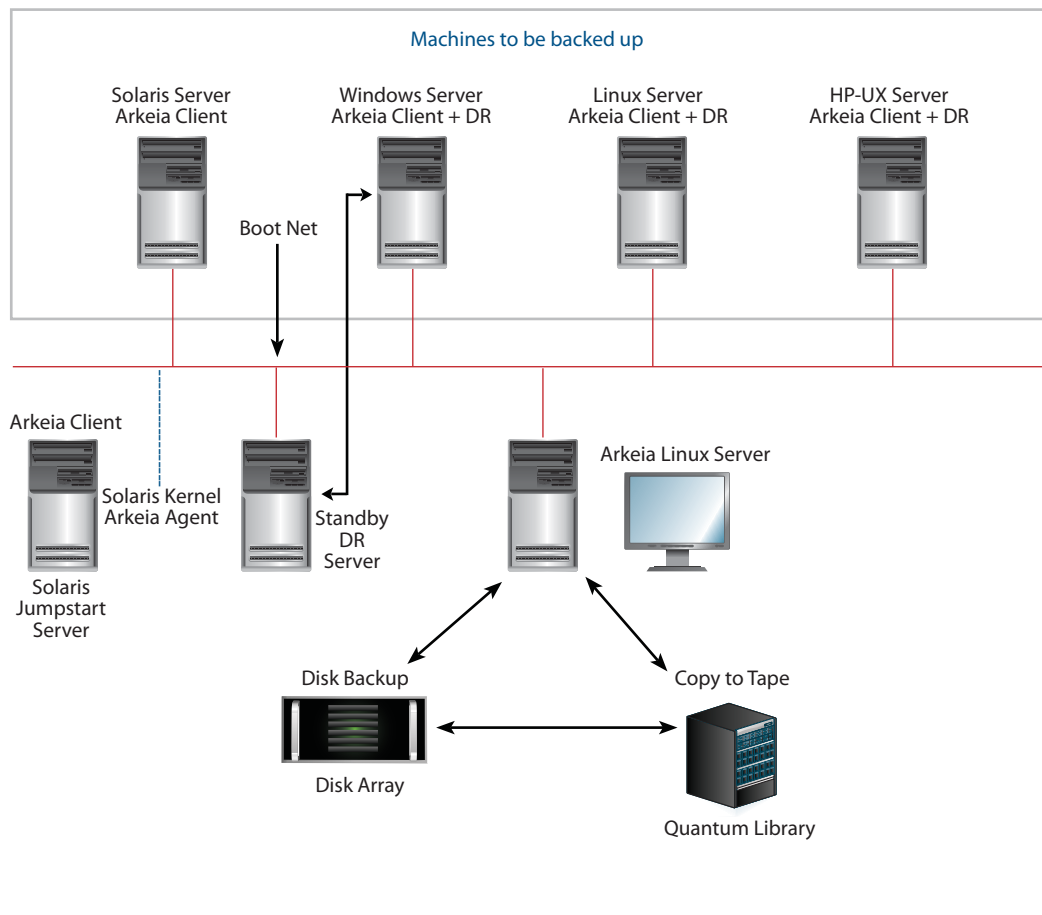 Machines to be backed up
Solaris Server
Arkeia Client
Windows Server
Arkeia Client + DR
Linux Server
Arkeia Client + DR
HP-UX Server
Arkeia Client + DR
Boot Net
Arkeia Client
Solaris Kernel
Arkeia Agent
Solaris
Jumpstart
Server
Standby
DR
Server
Arkeia Linux Server
Disk Backup
Disk Array
Copy to Tape
Quantum Library